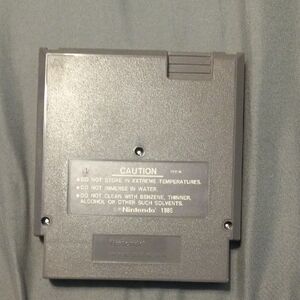 CAUTION
●DO NOT STORE IN EXTREME TEMPERATURES.
●DO NOT IMMERSE IN WATER.
●DO NOT CLEAN WITH BENZENE, THINNER,
ALCOHOL OR OTHER SUCH SOLVENTS.
©Nintendo 1985